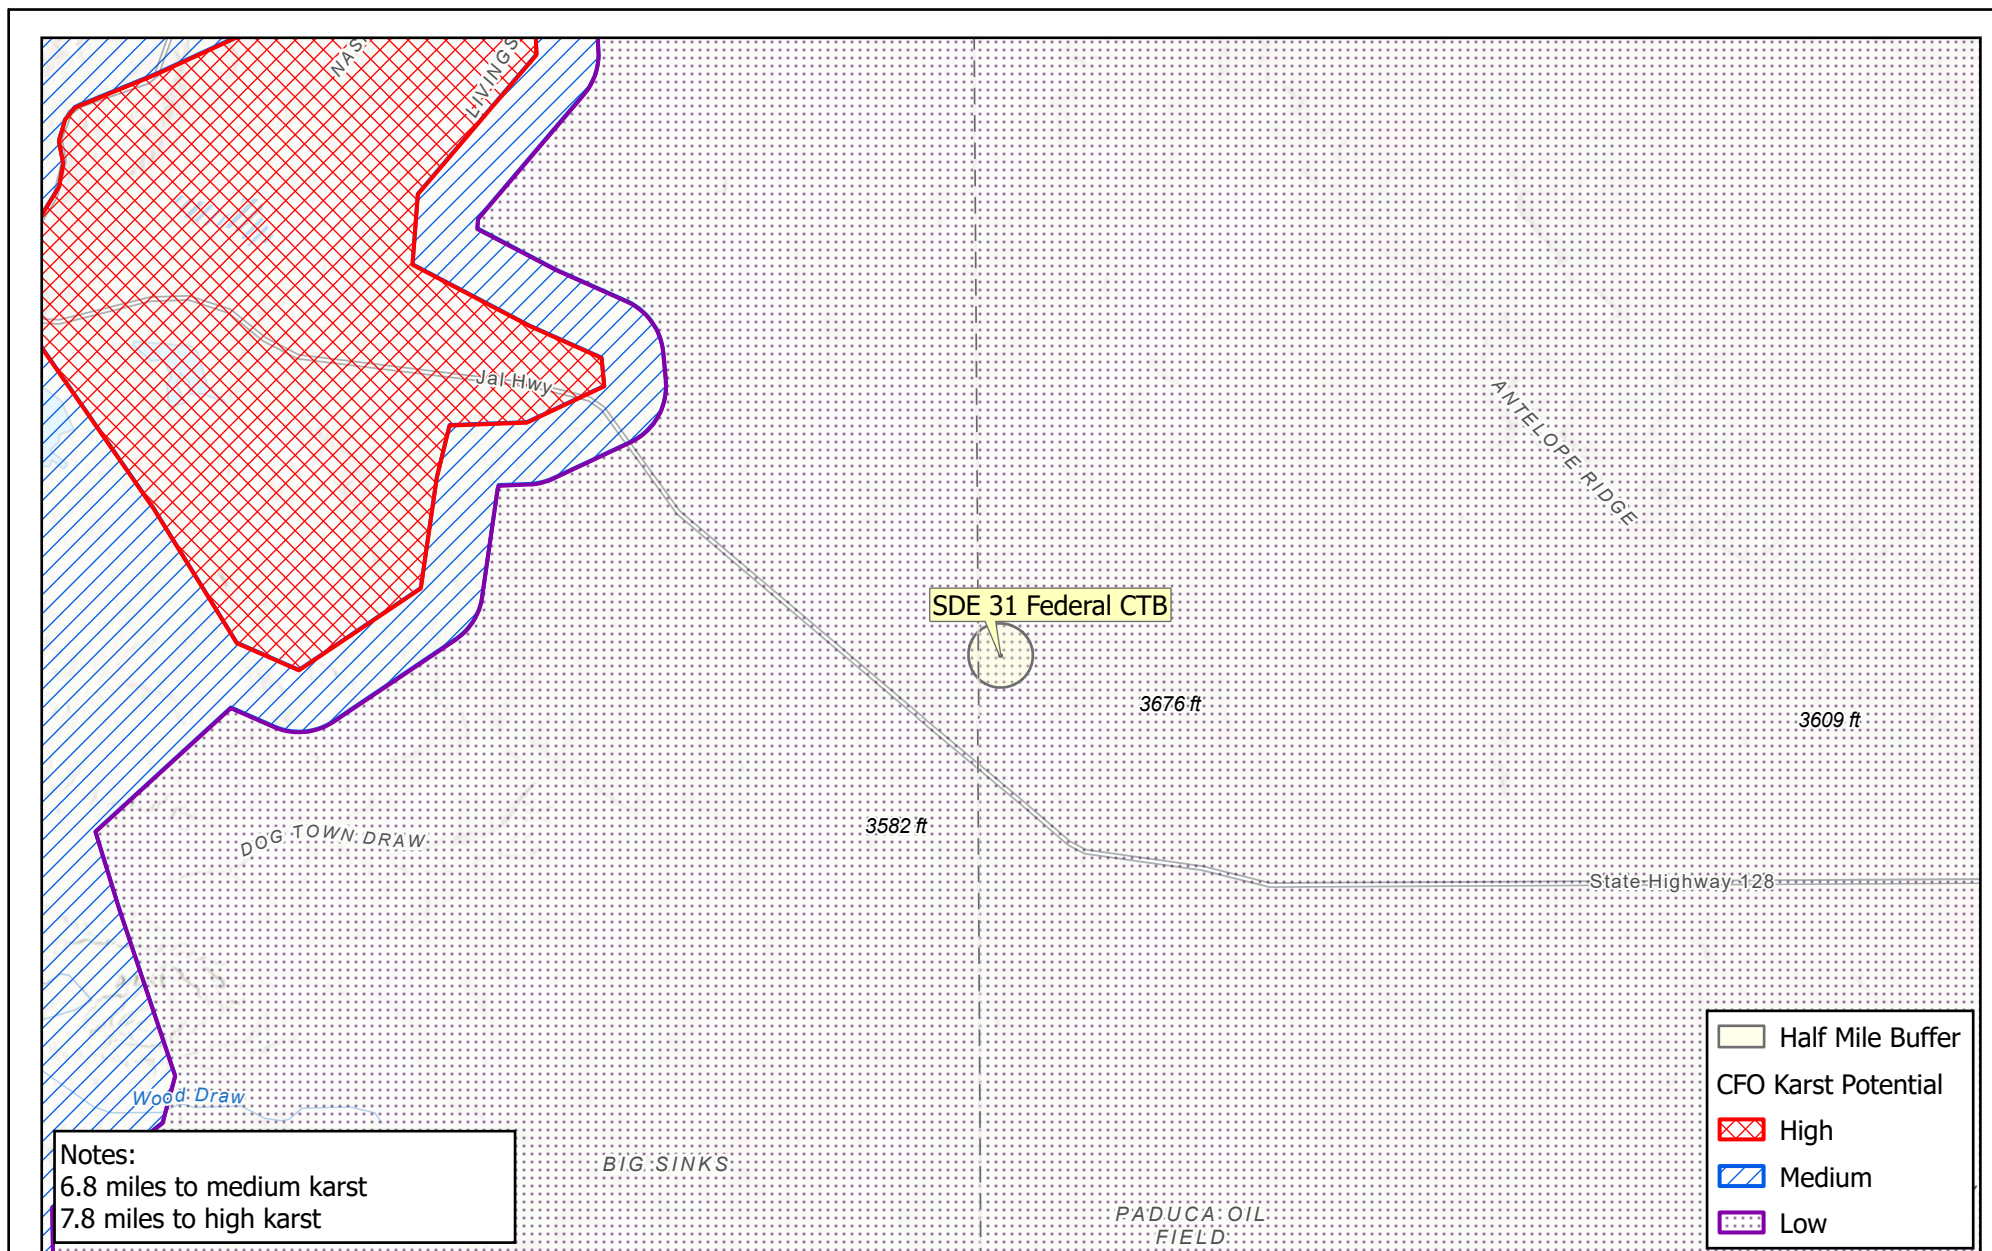 NAS
LIVINGS
Jal Hwy
ANTELOPE RIDGE
SDE 31 Federal CTB
3676 ft
3609 ft
3582 ft
DOG TOWN DRAW
State Highway 128
Wood Draw
BIG SINKS
PADUCA OIL
FIELD
Notes:
6.8 miles to medium karst
7.8 miles to high karst
Half Mile Buffer
CFO Karst Potential
High
Medium
Low